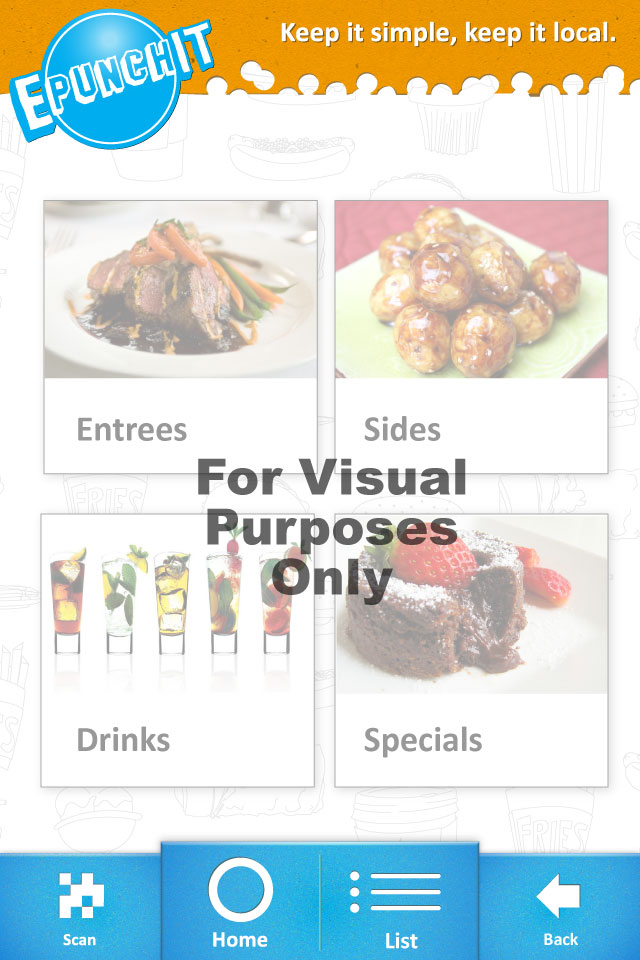 Keep it simple, keep it local.
EPUNCHIT
Entrees
Sides
For Visual
Purposes
Only
FRIES
Drinks
Specials
FRIES
Scan
Home
List
Back